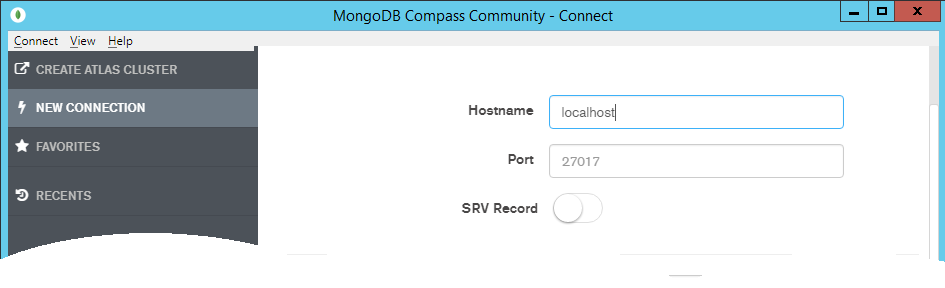 MongoDB Compass Community - Connect
Connect View Help
CREATE ATLAS CLUSTER
NEW CONNECTION
FAVORITES
RECENTS
Hostname localhost
Port 27017
SRV Record